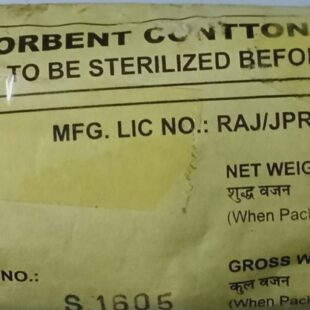 ORBENT CONTTON
TO BE STERILIZED BEFO
MFG. LIC NO.: RAJ/JPR
NET WEIG
शुद्ध वजन
(When Pack
GROSS W
कुल वजन
(When Pack
NO.:
S 1605